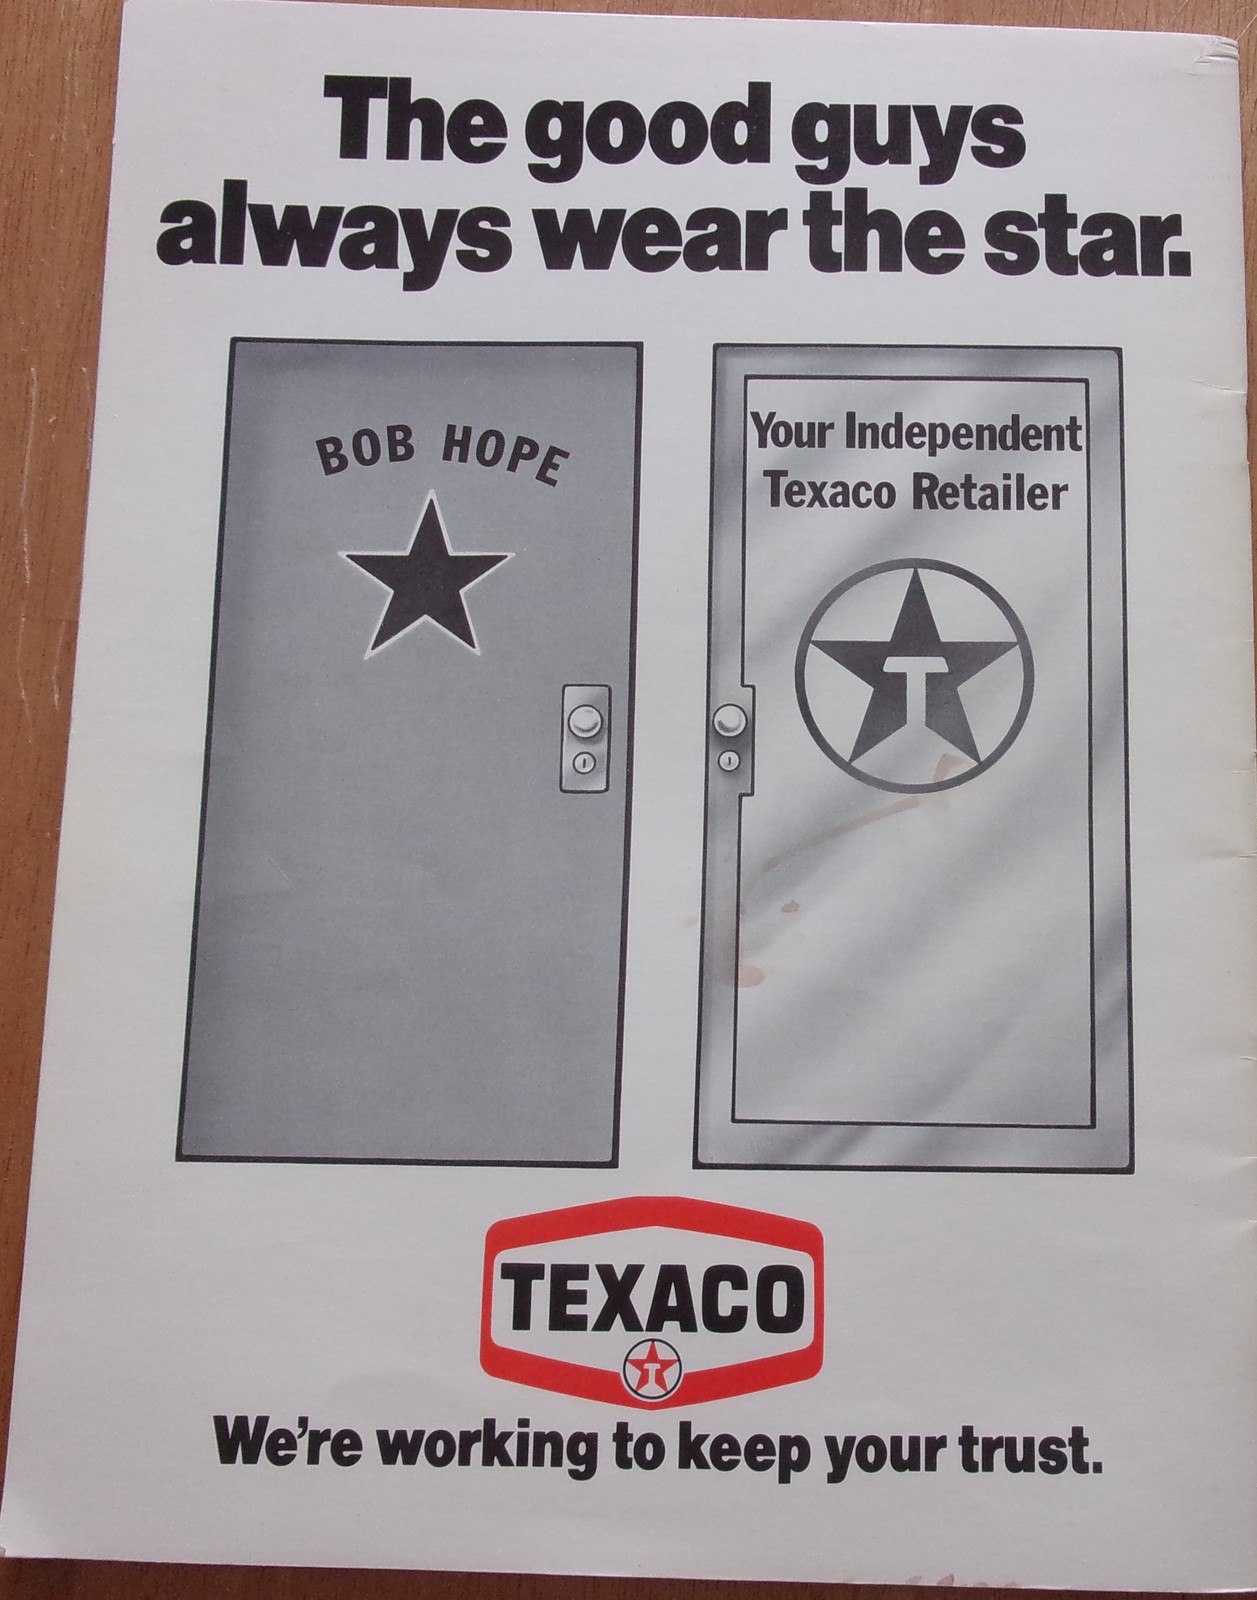 The good guys
always wear the star.
BOB HOPE
Your Independent
Texaco Retailer
T
TEXACO
T
We're working to keep your trust.